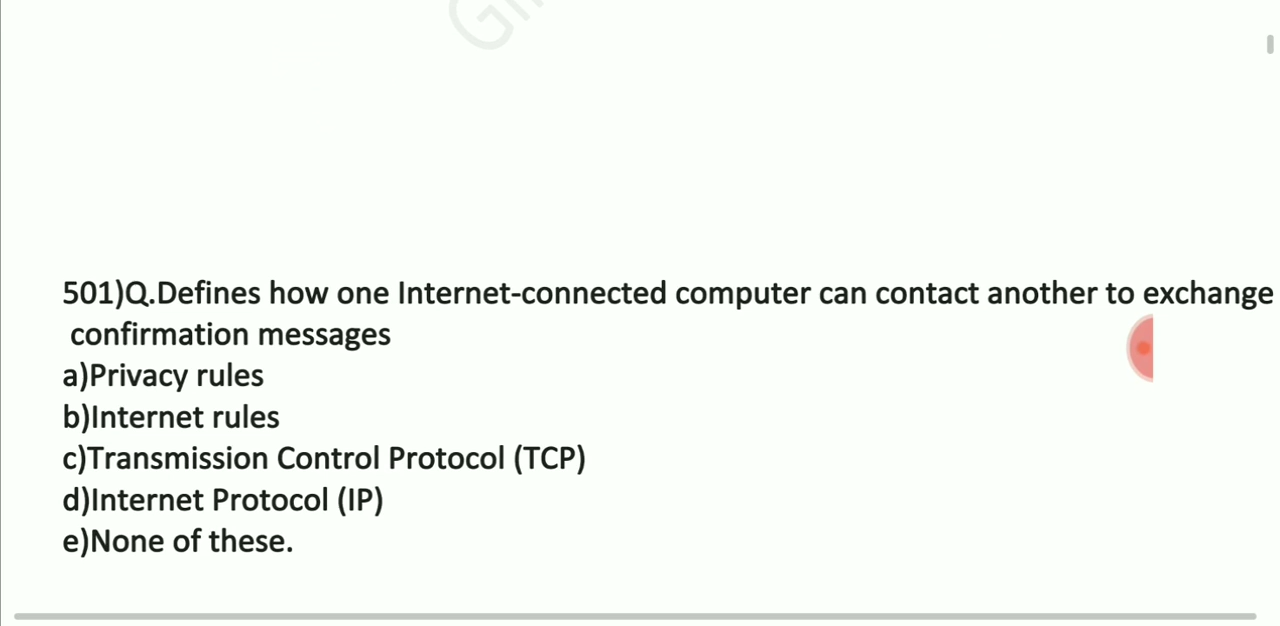 501)Q.Defines how one Internet-connected computer can contact another to exchange
confirmation messages
a)Privacy rules
b)Internet rules
c)Transmission Control Protocol (TCP)
d)Internet Protocol (IP)
e)None of these.